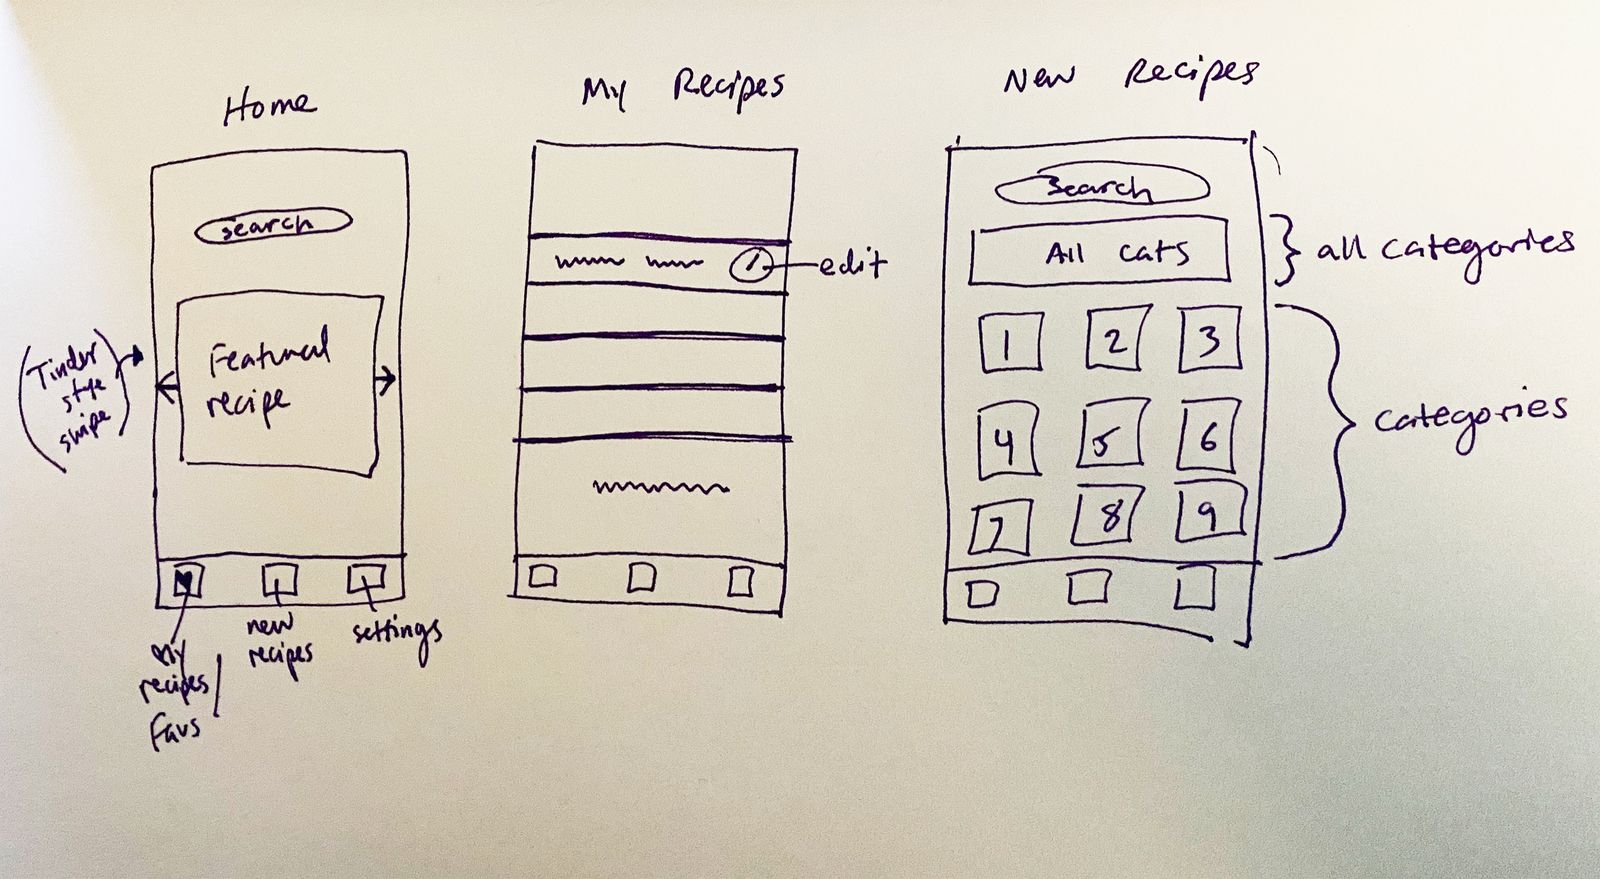 Home
My Recipes
New Recipes
search
Featured
recipe
(Tinder
style
swipe)
my
recipes/
Favs
new
recipes
settings
edit
Search
All cats
} all categories
1 2 3
4 5 6
7 8 9
} categories